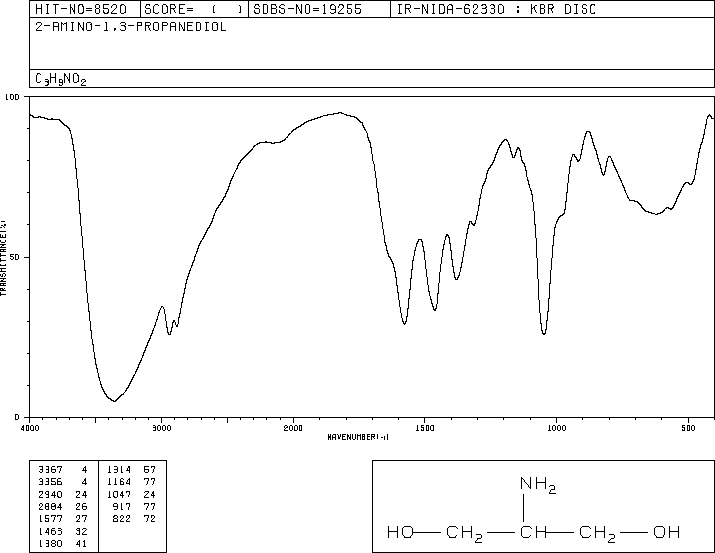 HIT-NO=8520 SCORE= ( ) SDBS-NO=19255 IR-NIDA-62330 : KBR DISC
2-AMINO-1,3-PROPANEDIOL
C3H9NO2
100
50
0
TRANSMITTANCE(%)
4000 3000 2000 1500 1000 500
WAVENUMBER(-1)
3367 4 1314 57
3356 4 1164 77
2940 24 1047 24
2884 26 917 77
1577 27 822 72
1463 32
1380 41
NH2
HO CH2 CH CH2 OH